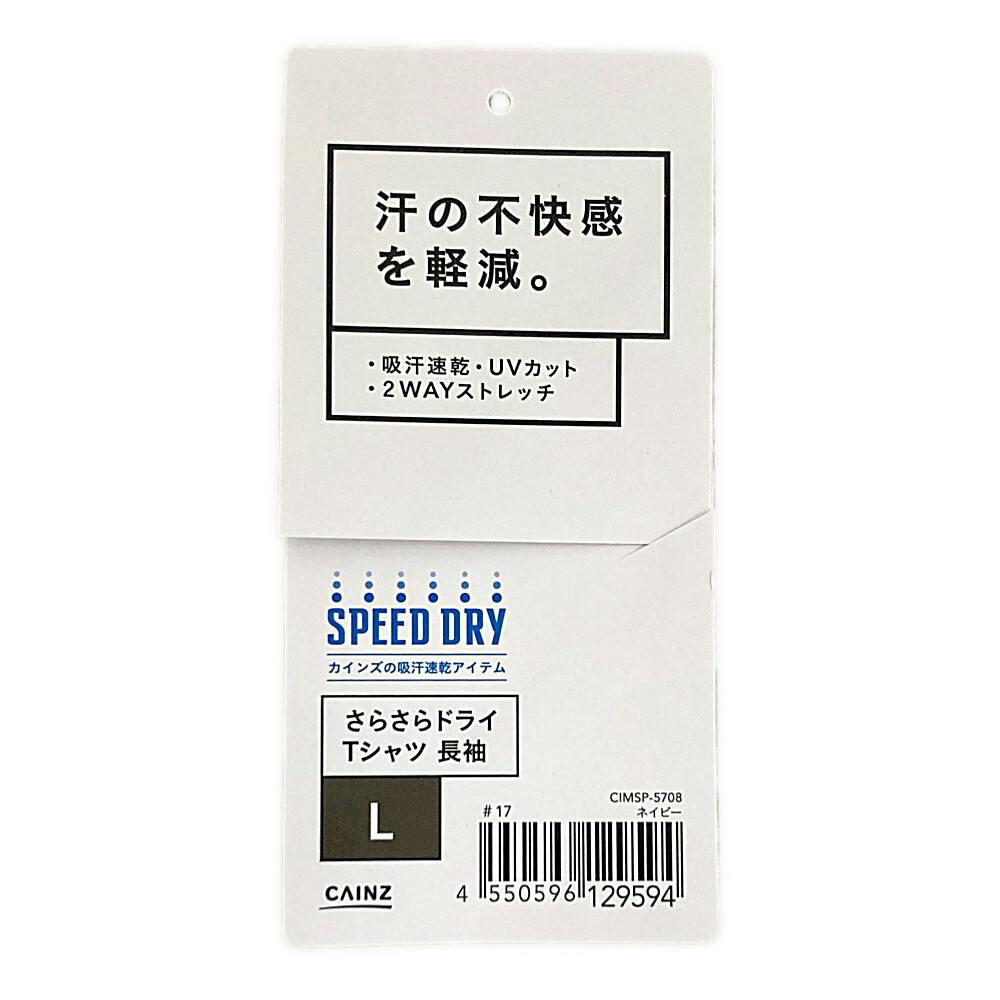 汗の不快感
を軽減。
・吸汗速乾・UVカット
・2WAYストレッチ
SPEED DRY
カインズの吸汗速乾アイテム
さらさらドライ
Tシャツ 長袖
L
CAINZ
CIMSP-5708
#17 ネイビー
4 550596 129594